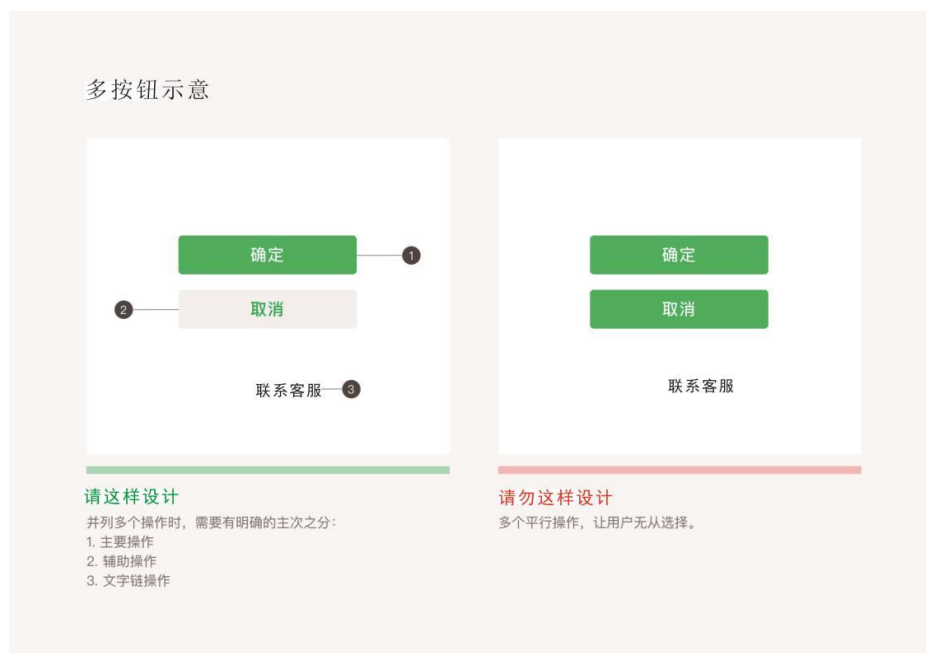 多按钮示意
确定
1
2
取消
联系客服
3
请这样设计
并列多个操作时，需要有明确的主次之分：
1. 主要操作
2. 辅助操作
3. 文字链操作
确定
取消
联系客服
请勿这样设计
多个平行操作，让用户无从选择。